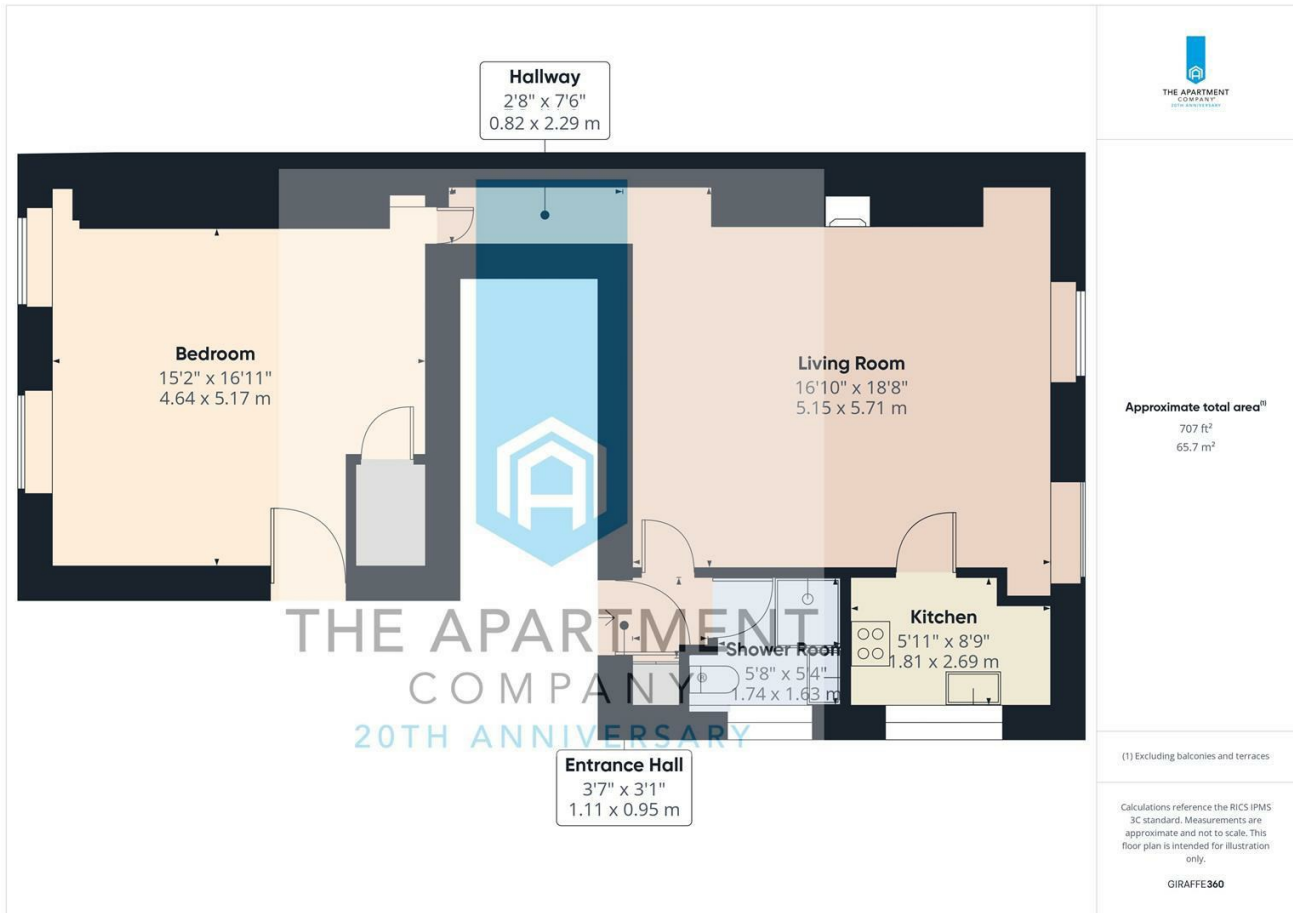 Hallway
2'8" x 7'6"
0.82 x 2.29 m
Bedroom
15'2" x 16'11"
4.64 x 5.17 m
Living Room
16'10" x 18'8"
5.15 x 5.71 m
Kitchen
5'11" x 8'9"
1.81 x 2.69 m
Shower Room
5'8" x 5'4"
1.74 x 1.63 m
Entrance Hall
3'7" x 3'1"
1.11 x 0.95 m
THE APARTMENT
COMPANY
20TH ANNIVERSARY
THE APARTMENT
COMPANY
20TH ANNIVERSARY
Approximate total area⁽¹⁾
707 ft²
65.7 m²
(1) Excluding balconies and terraces
Calculations reference the RICS IPMS
3C standard. Measurements are
approximate and not to scale. This
floor plan is intended for illustration
only.
GIRAFFE360